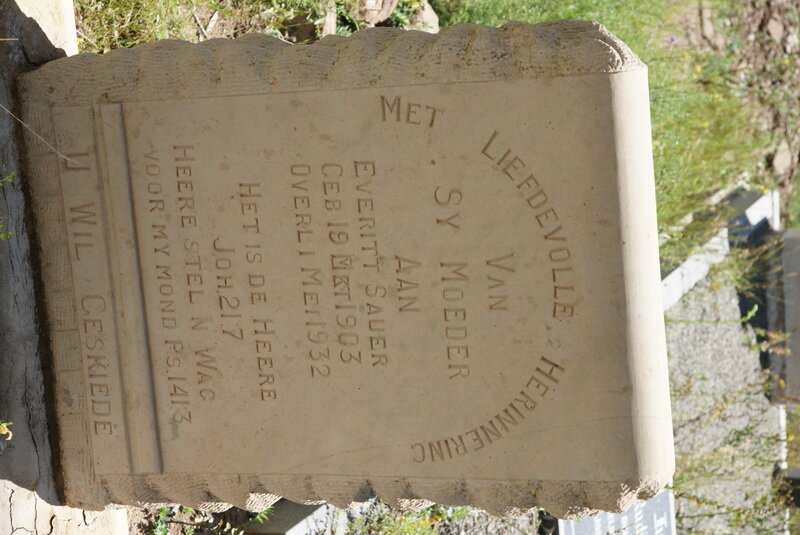 MET LIEFDEVOLLE HERINNERING
VAN
SY MOEDER
AAN
EVERITT SAUER
GEB 19 MRT 1903
OVERL 1 MEI 1932
HET IS DE HEERE
JOH 21 7
HEERE STEL N WAG
VOOR MY MOND PS. 141 3
U WIL GESKIEDE